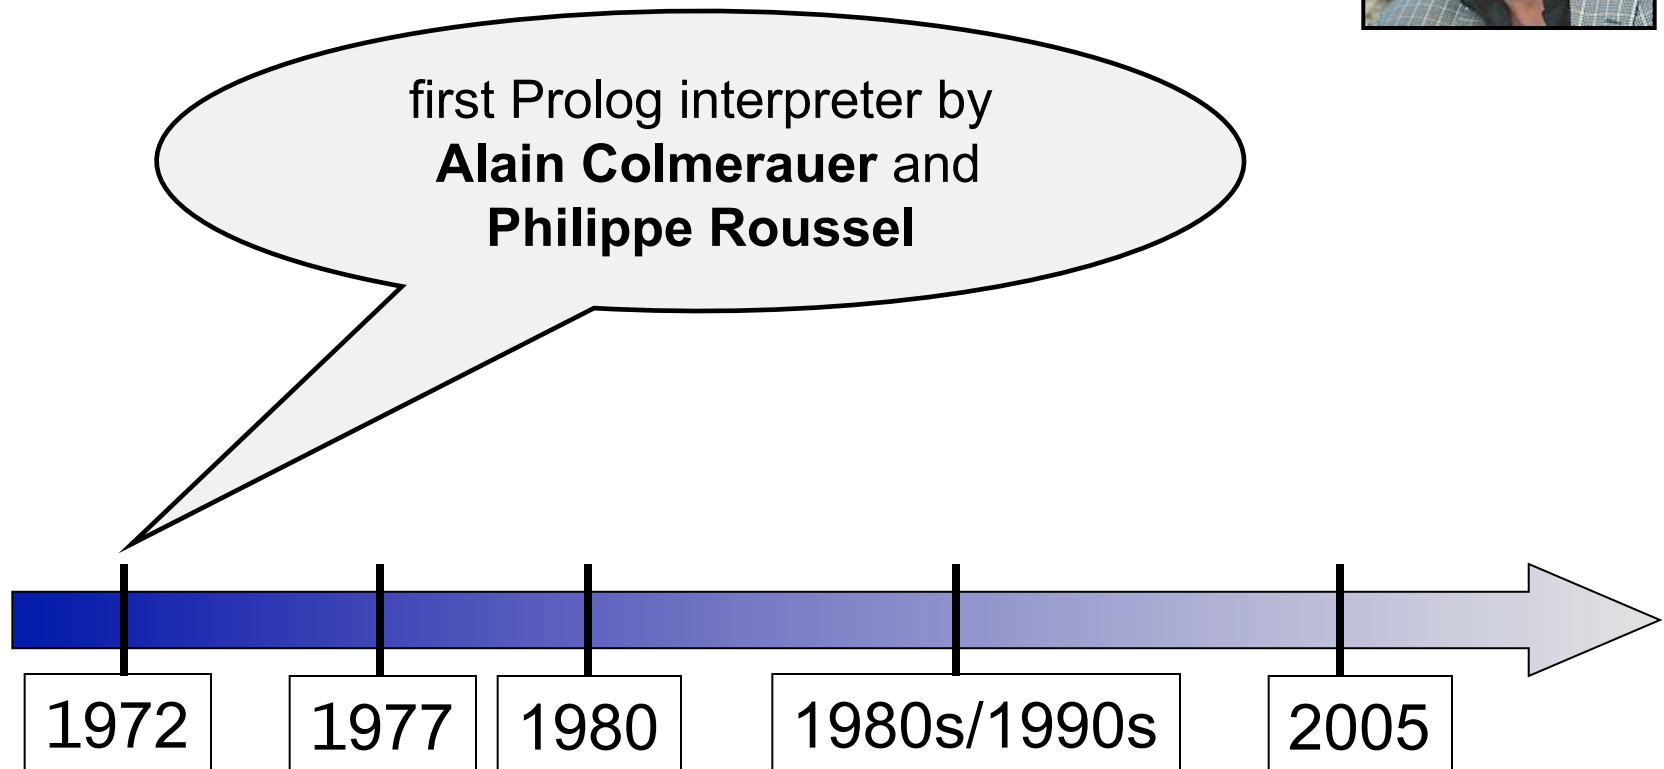 first Prolog interpreter by
Alain Colmerauer and
Philippe Roussel
1972 1977 1980 1980s/1990s 2005